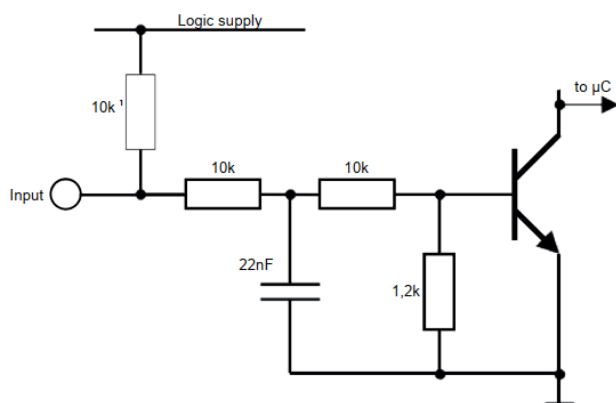 Logic supply
10k ¹
to µC
10k
10k
Input
22nF
1,2k